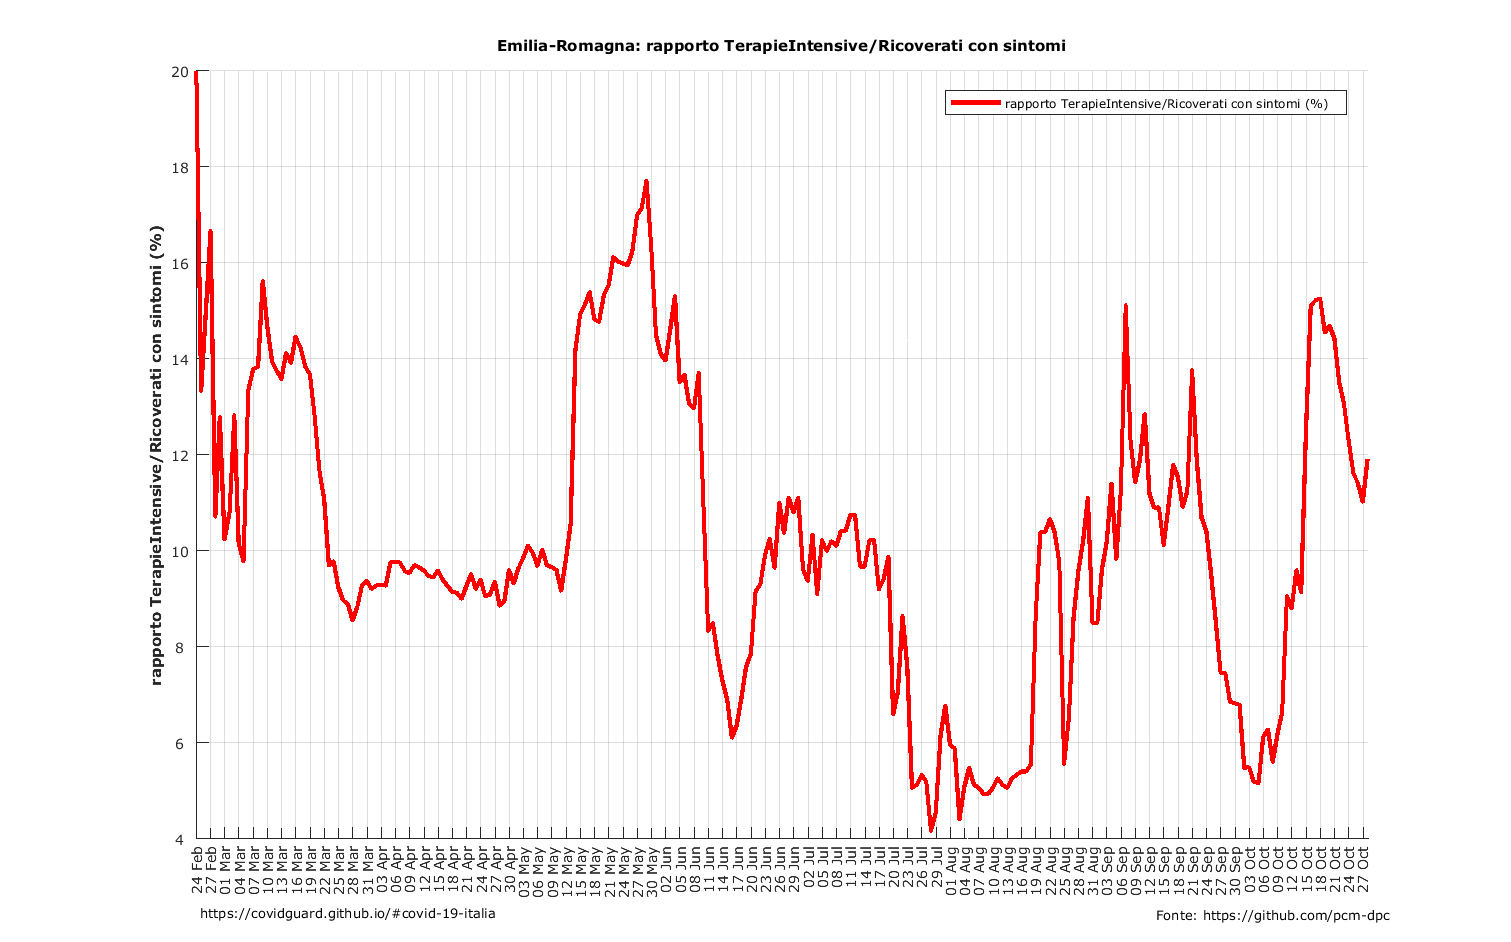 Emilia-Romagna: rapporto TerapieIntensive/Ricoverati con sintomi
rapporto TerapieIntensive/Ricoverati con sintomi (%)
rapporto TerapieIntensive/Ricoverati con sintomi (%)
20
18
16
14
12
10
8
6
4
24 Feb
27 Feb
01 Mar
04 Mar
07 Mar
10 Mar
13 Mar
16 Mar
19 Mar
22 Mar
25 Mar
28 Mar
31 Mar
03 Apr
06 Apr
09 Apr
12 Apr
15 Apr
18 Apr
21 Apr
24 Apr
27 Apr
30 Apr
03 May
06 May
09 May
12 May
15 May
18 May
21 May
24 May
27 May
30 May
02 Jun
05 Jun
08 Jun
11 Jun
14 Jun
17 Jun
20 Jun
23 Jun
26 Jun
29 Jun
02 Jul
05 Jul
08 Jul
11 Jul
14 Jul
17 Jul
20 Jul
23 Jul
26 Jul
29 Jul
01 Aug
04 Aug
07 Aug
10 Aug
13 Aug
16 Aug
19 Aug
22 Aug
25 Aug
28 Aug
31 Aug
03 Sep
06 Sep
09 Sep
12 Sep
15 Sep
18 Sep
21 Sep
24 Sep
27 Sep
30 Sep
03 Oct
06 Oct
09 Oct
12 Oct
15 Oct
18 Oct
21 Oct
24 Oct
27 Oct
https://covidguard.github.io/#covid-19-italia
Fonte: https://github.com/pcm-dpc